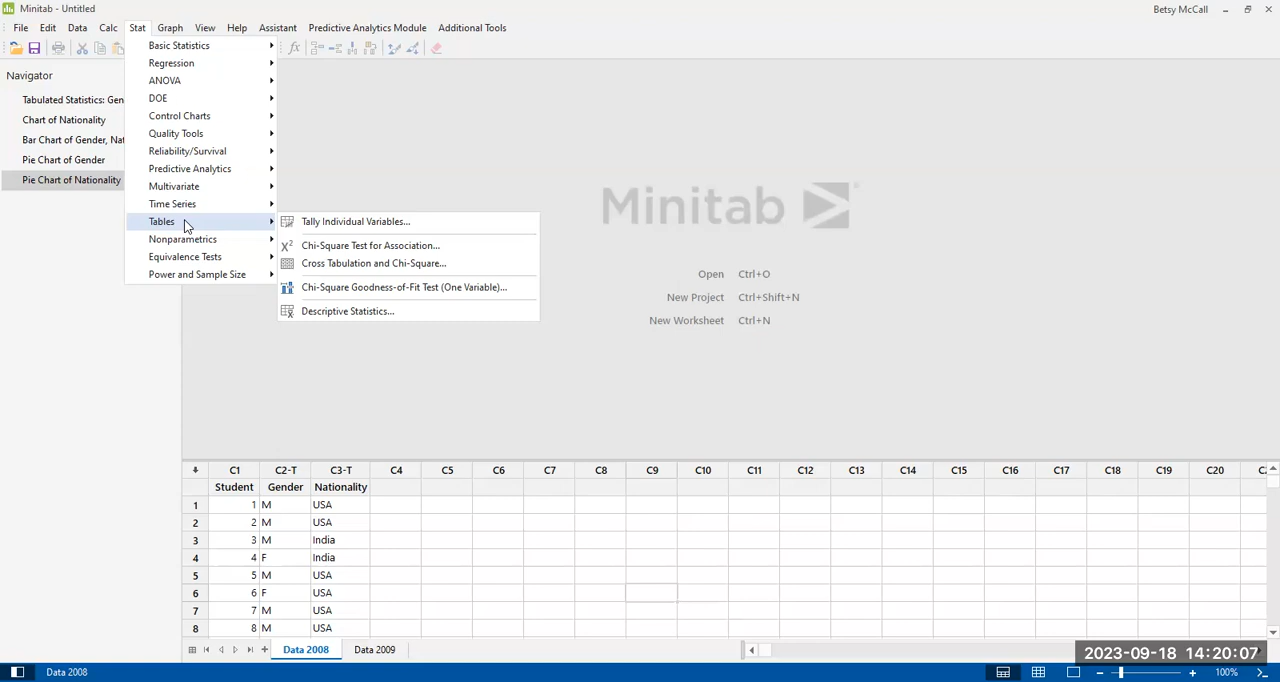 Minitab - Untitled
Betsy McCall
File Edit Data Calc Stat Graph View Help Assistant Predictive Analytics Module Additional Tools
Navigator
Tabulated Statistics: Gen
Chart of Nationality
Bar Chart of Gender, Nat
Pie Chart of Gender
Pie Chart of Nationality
Basic Statistics
Regression
ANOVA
DOE
Control Charts
Quality Tools
Reliability/Survival
Predictive Analytics
Multivariate
Time Series
Tables
Nonparametrics
Equivalence Tests
Power and Sample Size
Tally Individual Variables...
Chi-Square Test for Association...
Cross Tabulation and Chi-Square...
Chi-Square Goodness-of-Fit Test (One Variable)...
Descriptive Statistics...
Minitab
Open Ctrl+O
New Project Ctrl+Shift+N
New Worksheet Ctrl+N
C1 C2-T C3-T C4 C5 C6 C7 C8 C9 C10 C11 C12 C13 C14 C15 C16 C17 C18 C19 C20
Student Gender Nationality
1 1 M USA
2 2 M USA
3 3 M India
4 4 F India
5 5 M USA
6 6 F USA
7 7 M USA
8 8 M USA
Data 2008 Data 2009
2023-09-18 14:20:07
Data 2008
100%